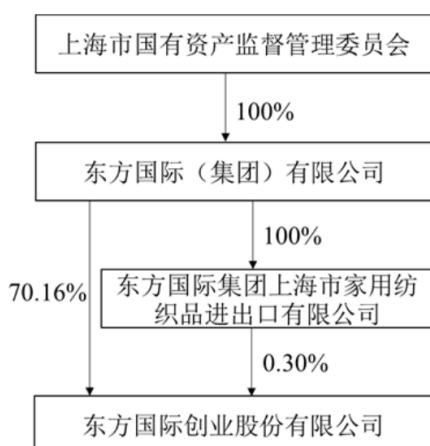 上海市国有资产监督管理委员会
100%
东方国际（集团）有限公司
100%
70.16%
东方国际集团上海市家用纺
织品进出口有限公司
0.30%
东方国际创业股份有限公司